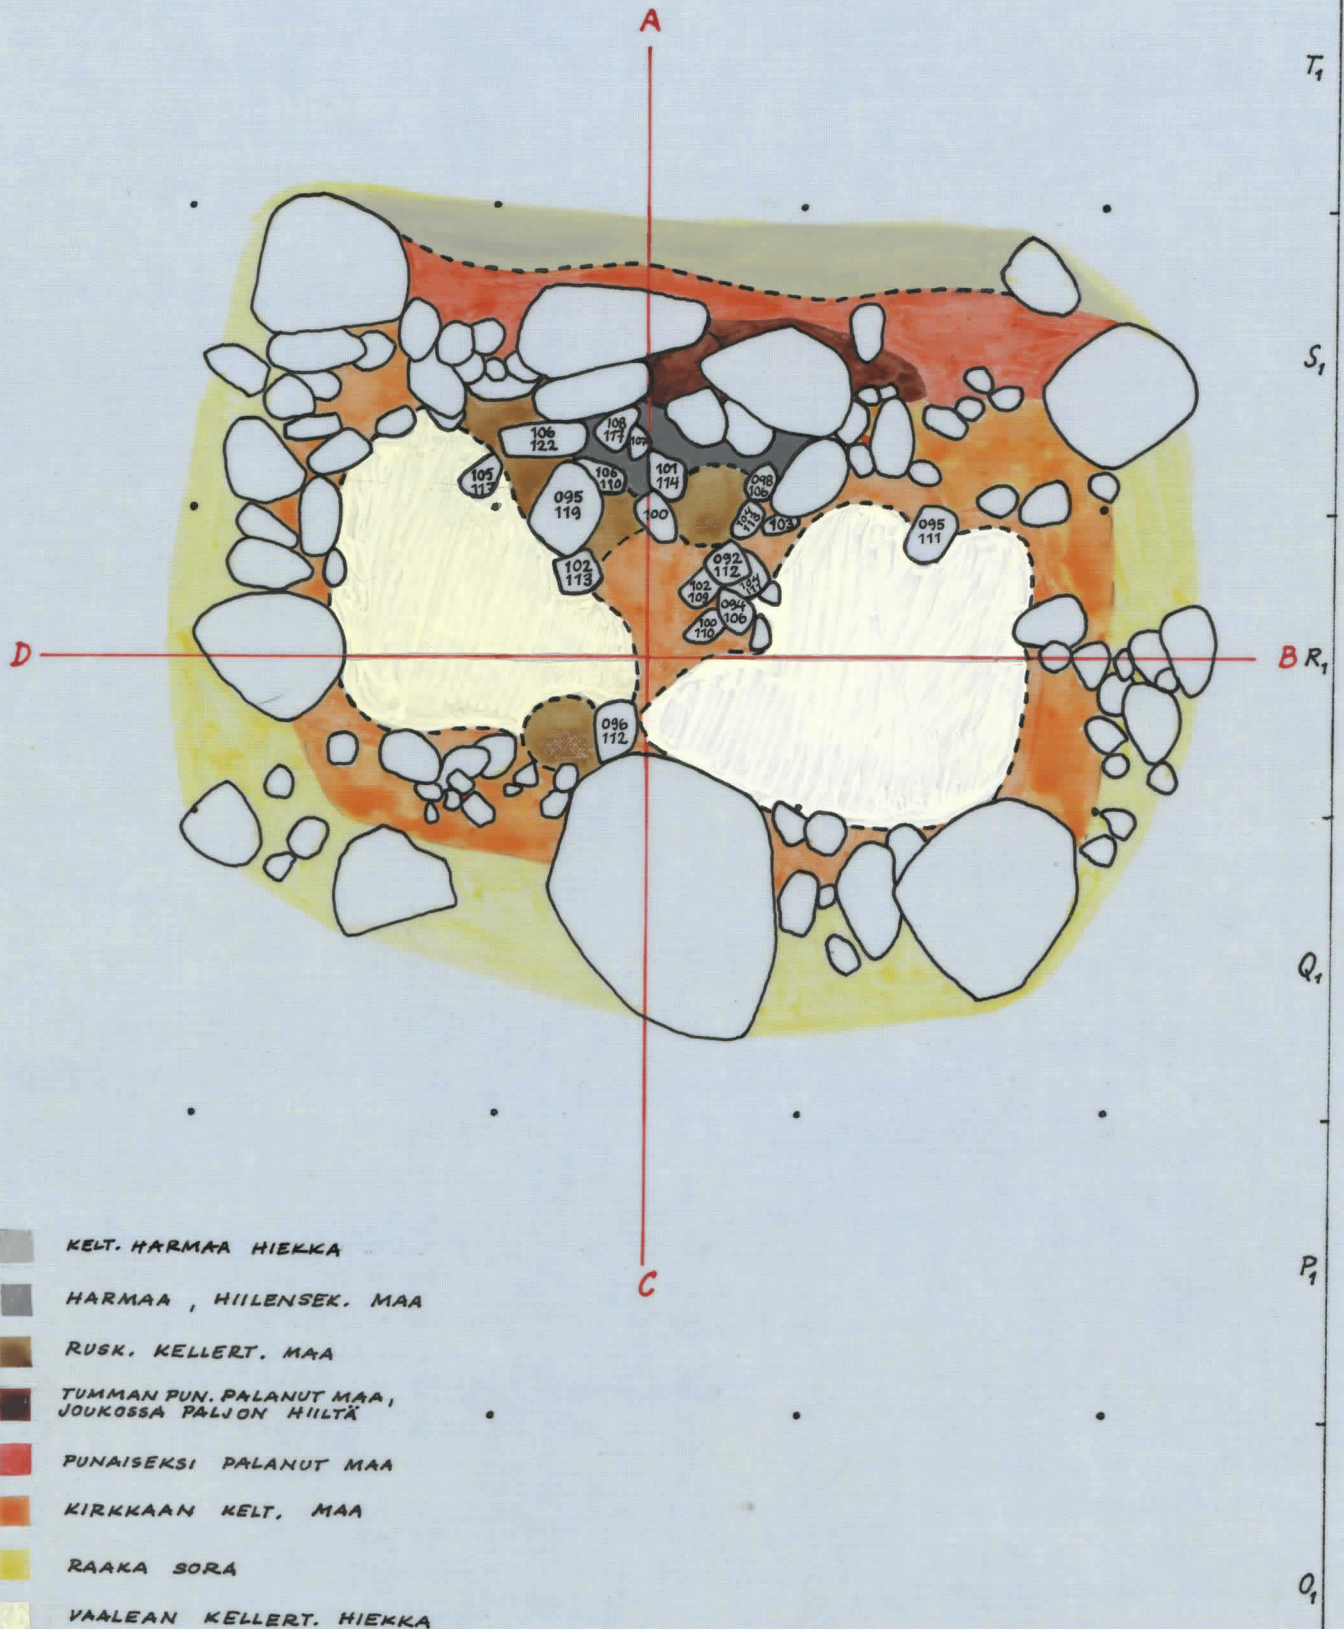 A
T₁
S₁
108
117
107
106
122
105
113
106
110
101
114
098
106
095
119
100
103
095
111
102
113
092
112
102
109
094
106
100
110
D
B R₁
096
112
Q₁
C
P₁
O₁
KELT. HARMAA HIEKKA
HARMAA, HIILENSEK. MAA
RUSK. KELLERT. MAA
TUMMAN PUN. PALANUT MAA,
JOUKOSSA PALJON HIILTÄ
PUNAISEKSI PALANUT MAA
KIRKKAAN KELT. MAA
RAAKA SORA
VAALEAN KELLERT. HIEKKA